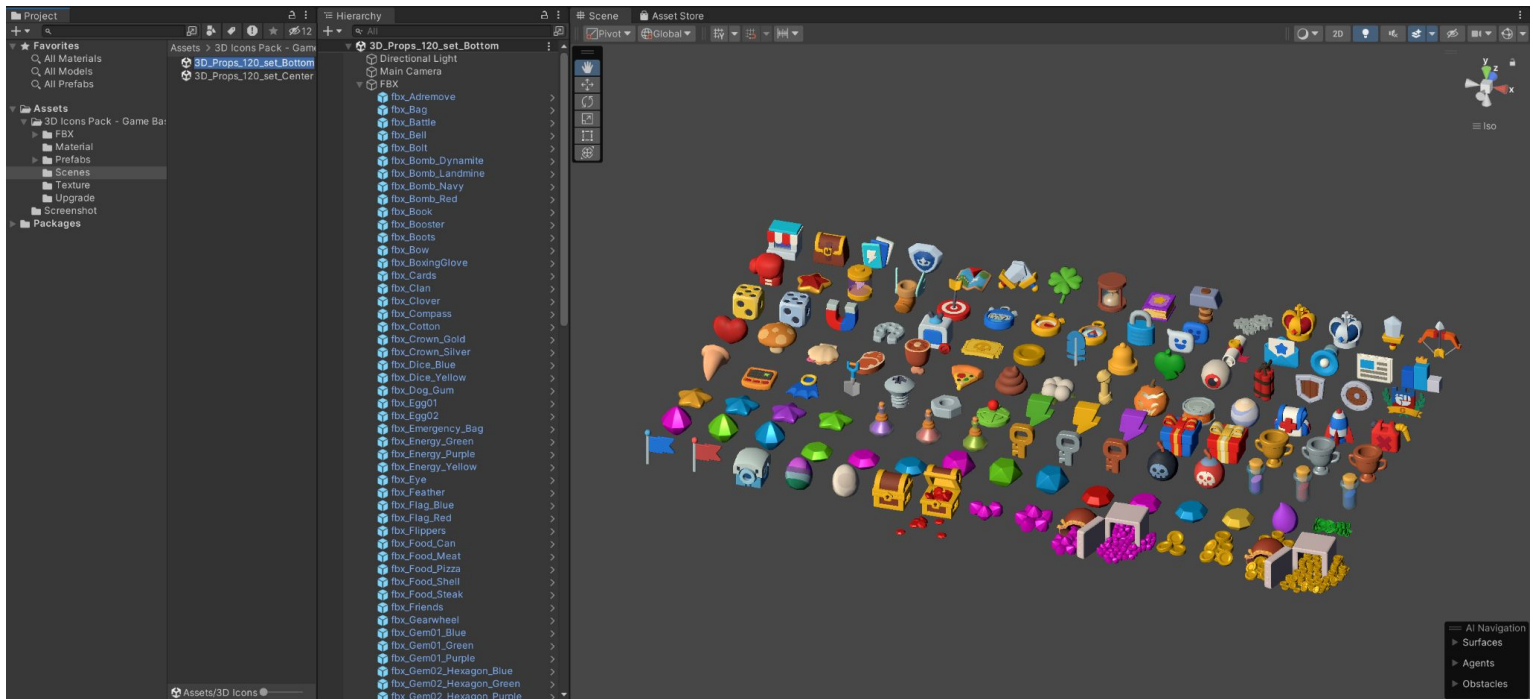 Project
12
Favorites
All Materials
All Models
All Prefabs
Assets
3D Icons Pack - Game Ba
FBX
Material
Prefabs
Scenes
Texture
Upgrade
Screenshot
Packages
Assets > 3D Icons Pack - Game
3D_Props_120_set_Bottom
3D_Props_120_set_Center
Assets/3D Icons
Hierarchy
All
3D_Props_120_set_Bottom
Directional Light
Main Camera
FBX
fbx_Adremove
fbx_Bag
fbx_Battle
fbx_Bell
fbx_Bolt
fbx_Bomb_Dynamite
fbx_Bomb_Landmine
fbx_Bomb_Navy
fbx_Bomb_Red
fbx_Book
fbx_Booster
fbx_Boots
fbx_Bow
fbx_BoxingGlove
fbx_Cards
fbx_Clan
fbx_Clover
fbx_Compass
fbx_Cotton
fbx_Crown_Gold
fbx_Crown_Silver
fbx_Dice_Blue
fbx_Dice_Yellow
fbx_Dog_Gum
fbx_Egg01
fbx_Egg02
fbx_Emergency_Bag
fbx_Energy_Green
fbx_Energy_Purple
fbx_Energy_Yellow
fbx_Eye
fbx_Feather
fbx_Flag_Blue
fbx_Flag_Red
fbx_Flippers
fbx_Food_Can
fbx_Food_Meat
fbx_Food_Pizza
fbx_Food_Shell
fbx_Food_Steak
fbx_Friends
fbx_Gearwheel
fbx_Gem01_Blue
fbx_Gem01_Green
fbx_Gem01_Purple
fbx_Gem02_Hexagon_Blue
fbx_Gem02_Hexagon_Green
fbx_Gem02_Hexagon_Purple
Scene
Asset Store
Pivot
Global
2D
y
z
x
Iso
AI Navigation
Surfaces
Agents
Obstacles